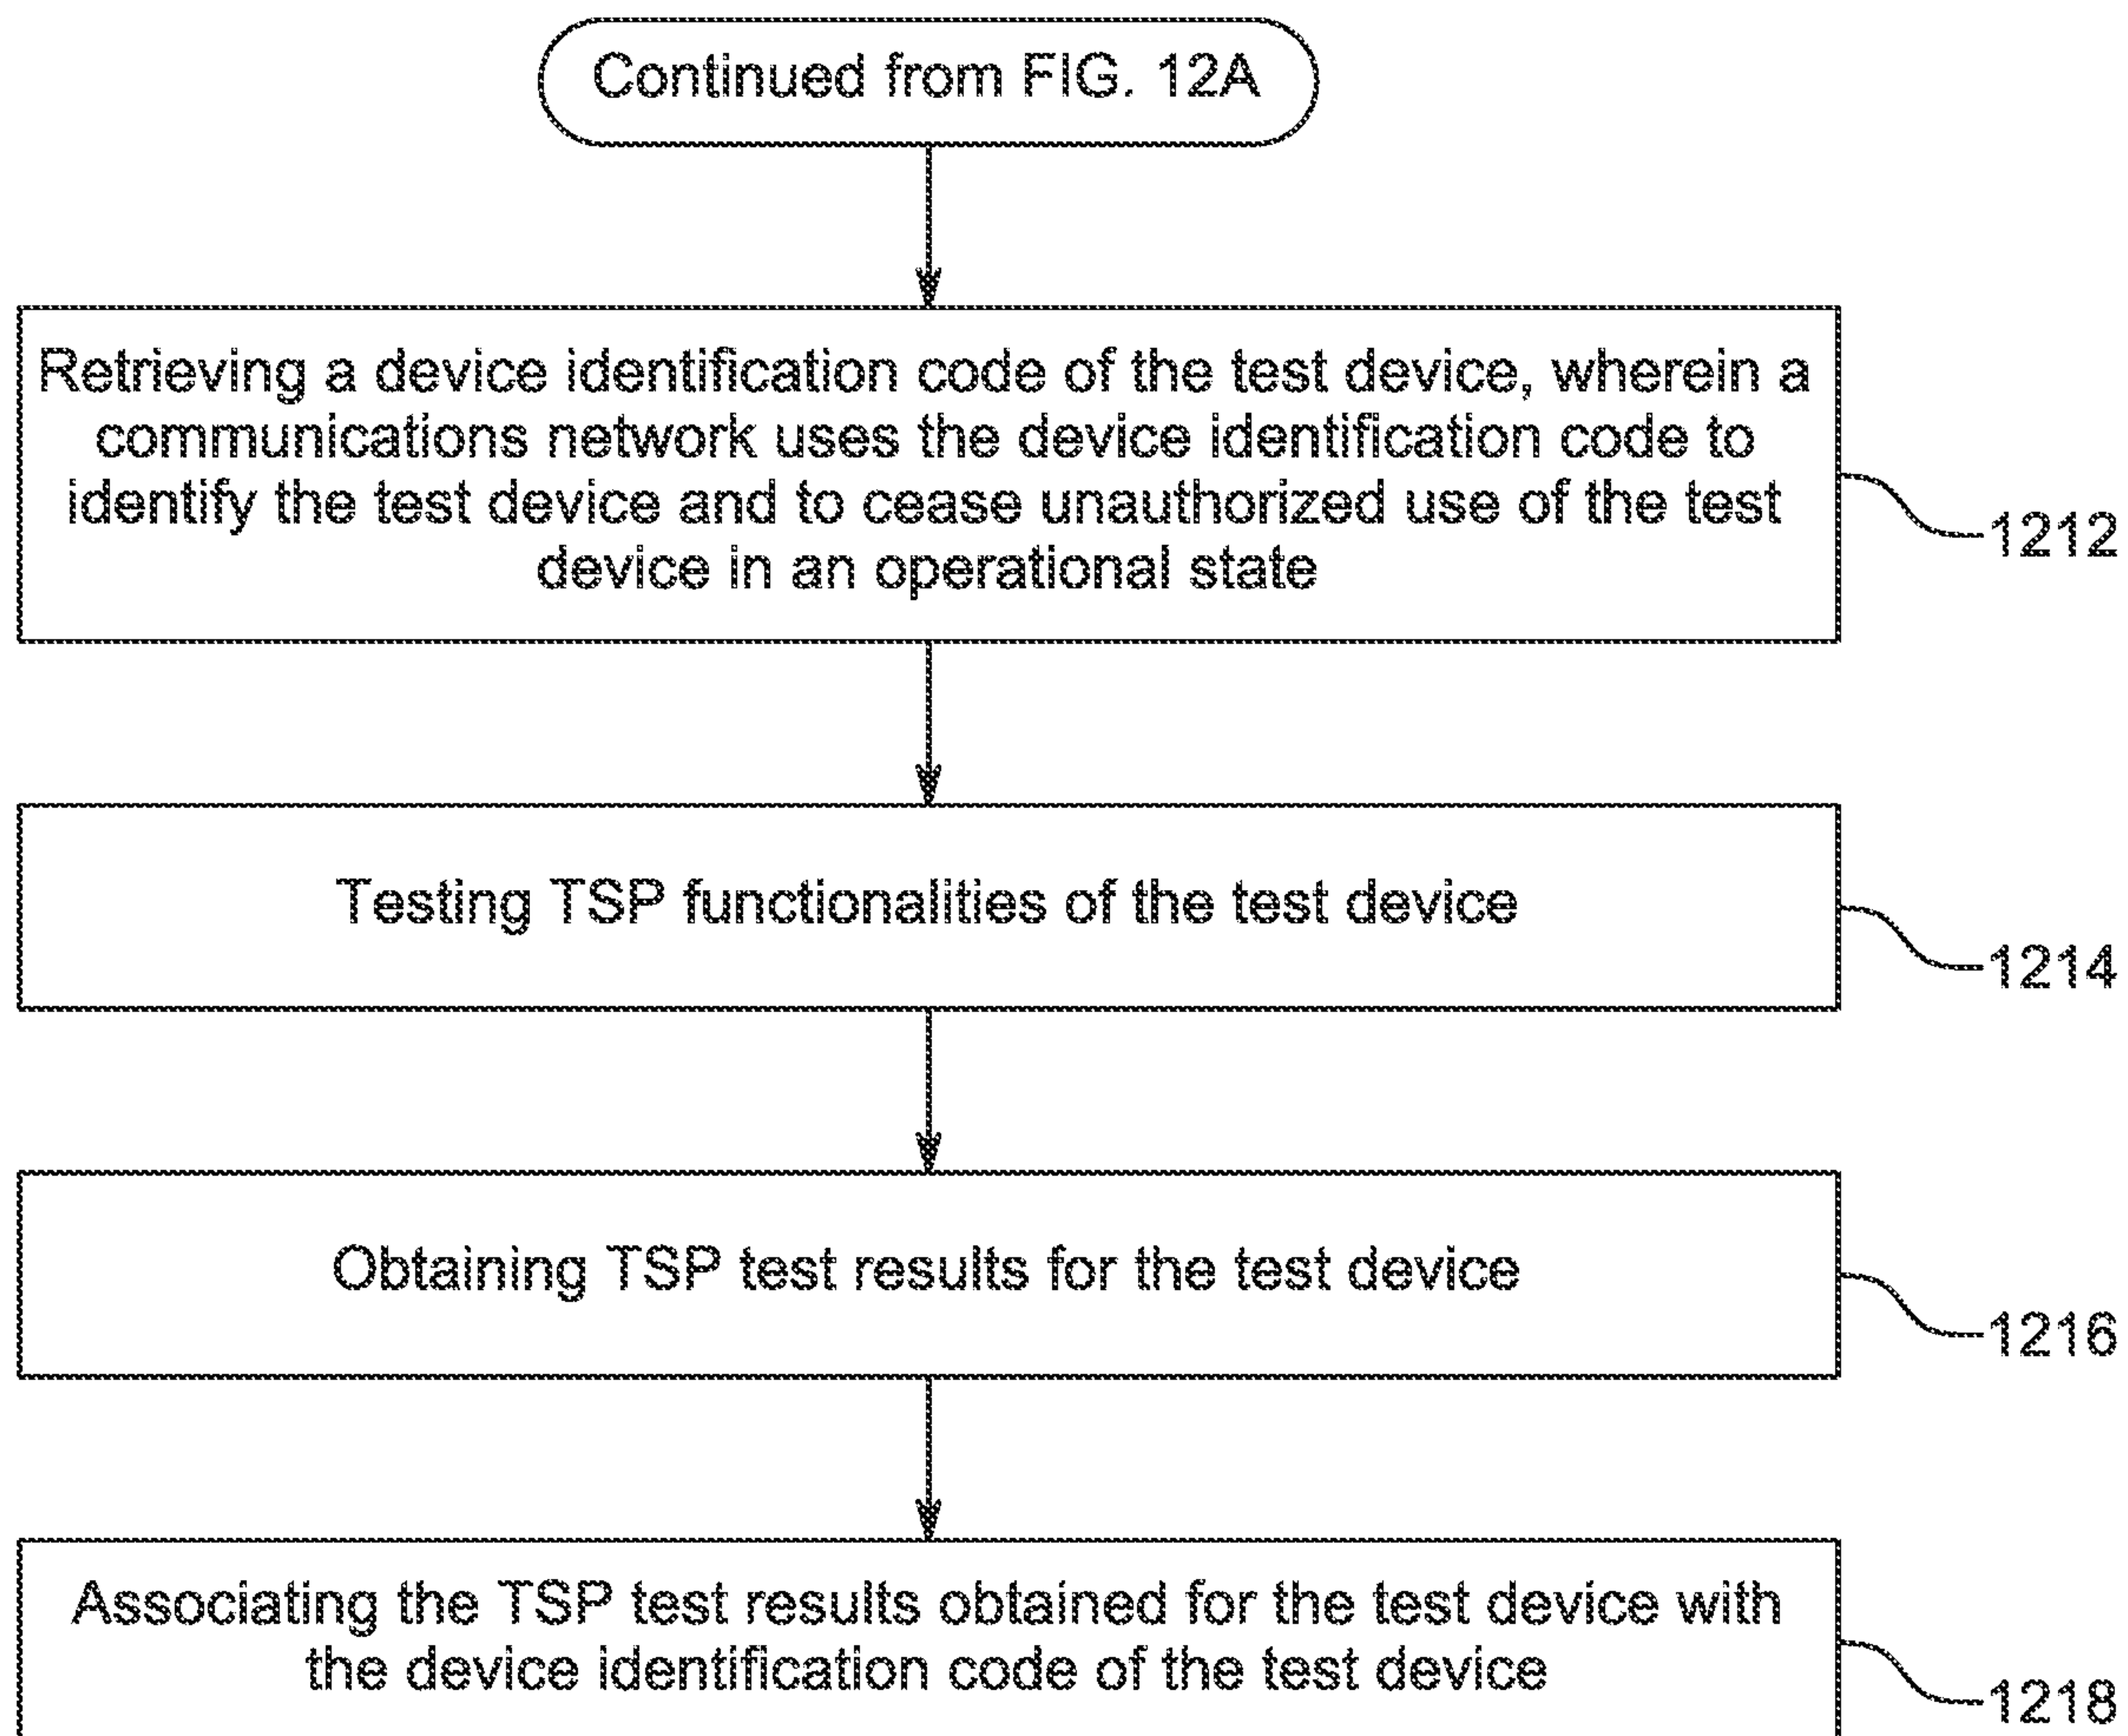 Continued from FIG. 12A
Retrieving a device identification code of the test device, wherein a
communications network uses the device identification code to
identify the test device and to cease unauthorized use of the test
device in an operational state
1212
Testing TSP functionalities of the test device
1214
Obtaining TSP test results for the test device
1216
Associating the TSP test results obtained for the test device with
the device identification code of the test device
1218